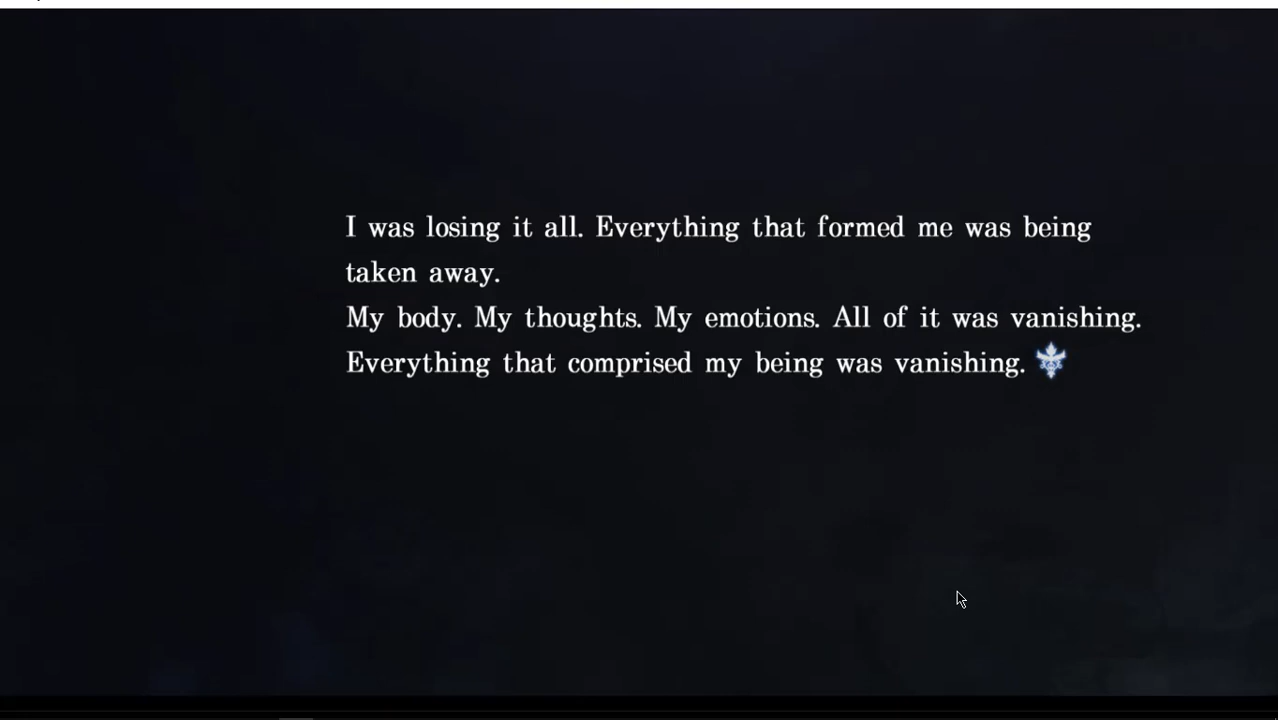 I was losing it all. Everything that formed me was being
taken away.
My body. My thoughts. My emotions. All of it was vanishing.
Everything that comprised my being was vanishing.